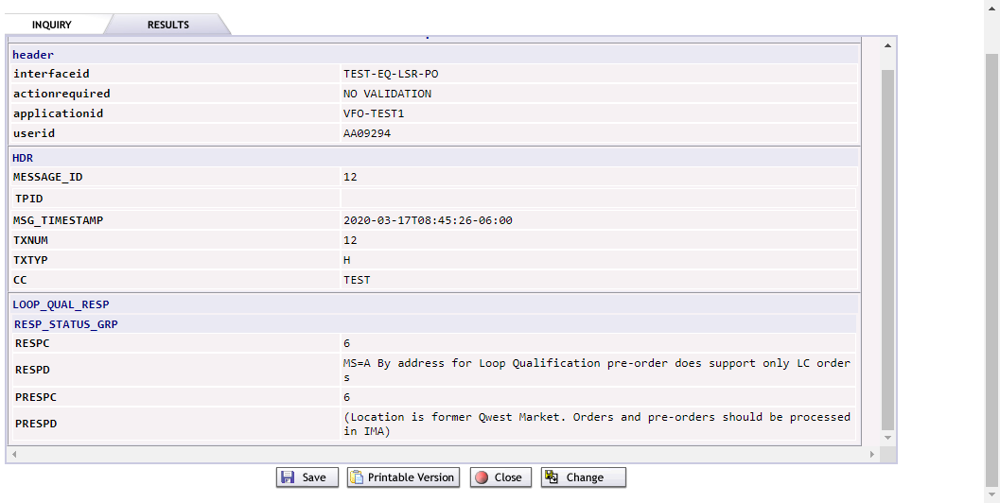 INQUIRY RESULTS
header
interfaceid TEST-EQ-LSR-PO
actionrequired NO VALIDATION
applicationid VFO-TEST1
userid AA09294
HDR
MESSAGE_ID 12
TPID
MSG_TIMESTAMP 2020-03-17T08:45:26-06:00
TXNUM 12
TXTYP H
CC TEST
LOOP_QUAL_RESP
RESP_STATUS_GRP
RESPC 6
RESPD MS=A By address for Loop Qualification pre-order does support only LC order
s
PRESPC 6
PRESPD (Location is former Qwest Market. Orders and pre-orders should be processed
in IMA)
Save Printable Version Close Change